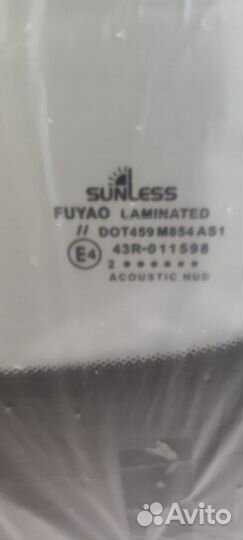 SUNLESS
FUYAO LAMINATED
// DOT459 M854 AS1
E4 43R-011598
2 ••••••
ACOUSTIC HUD
Avito